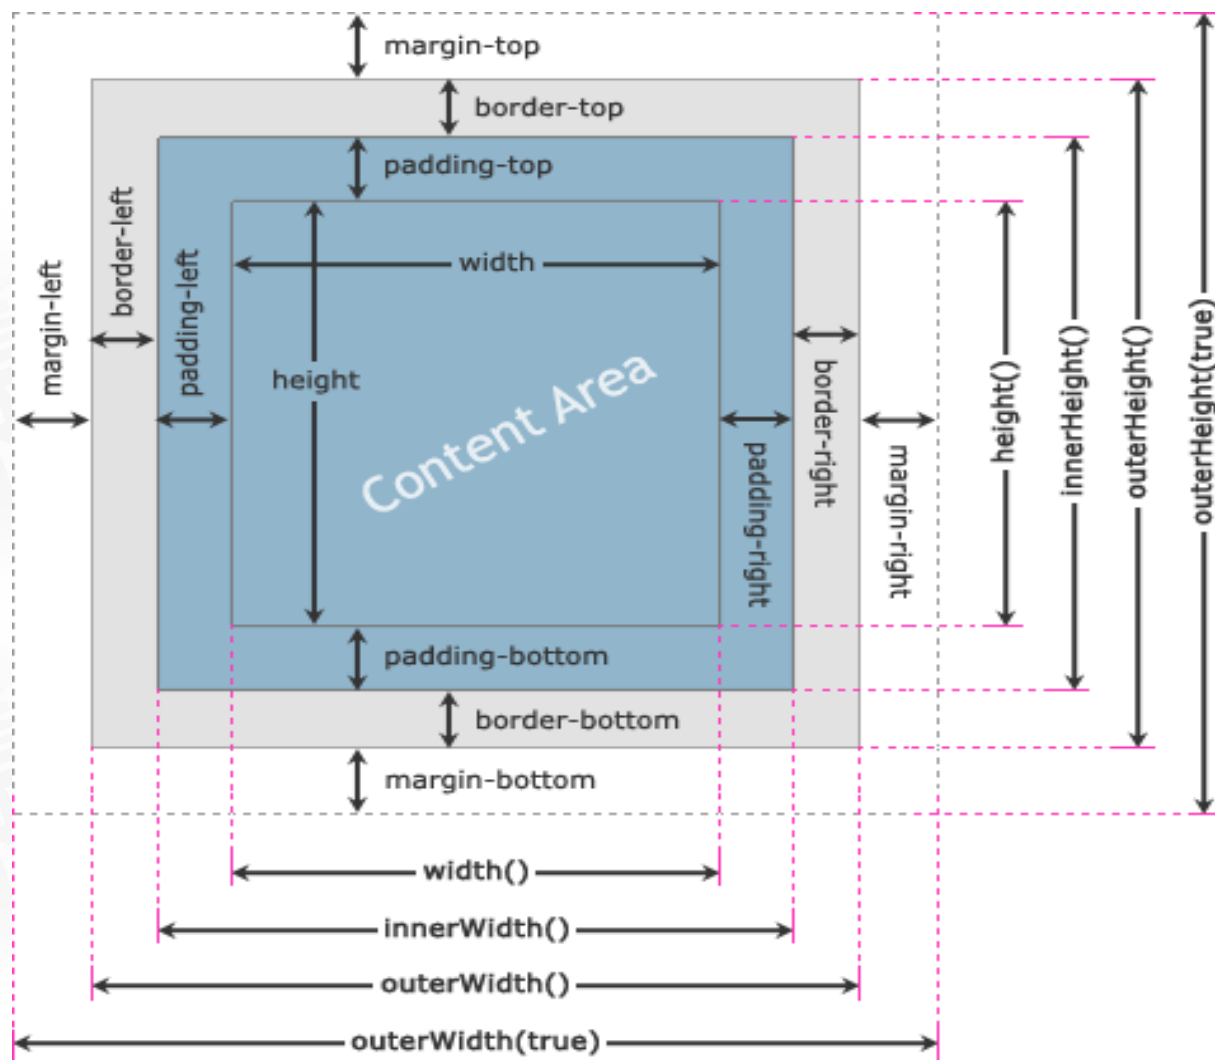 margin-top
border-top
padding-top
width
height
Content Area
margin-left
border-left
padding-left
padding-right
border-right
margin-right
height()
innerHeight()
outerHeight()
outerHeight(true)
padding-bottom
border-bottom
margin-bottom
width()
innerWidth()
outerWidth()
outerWidth(true)